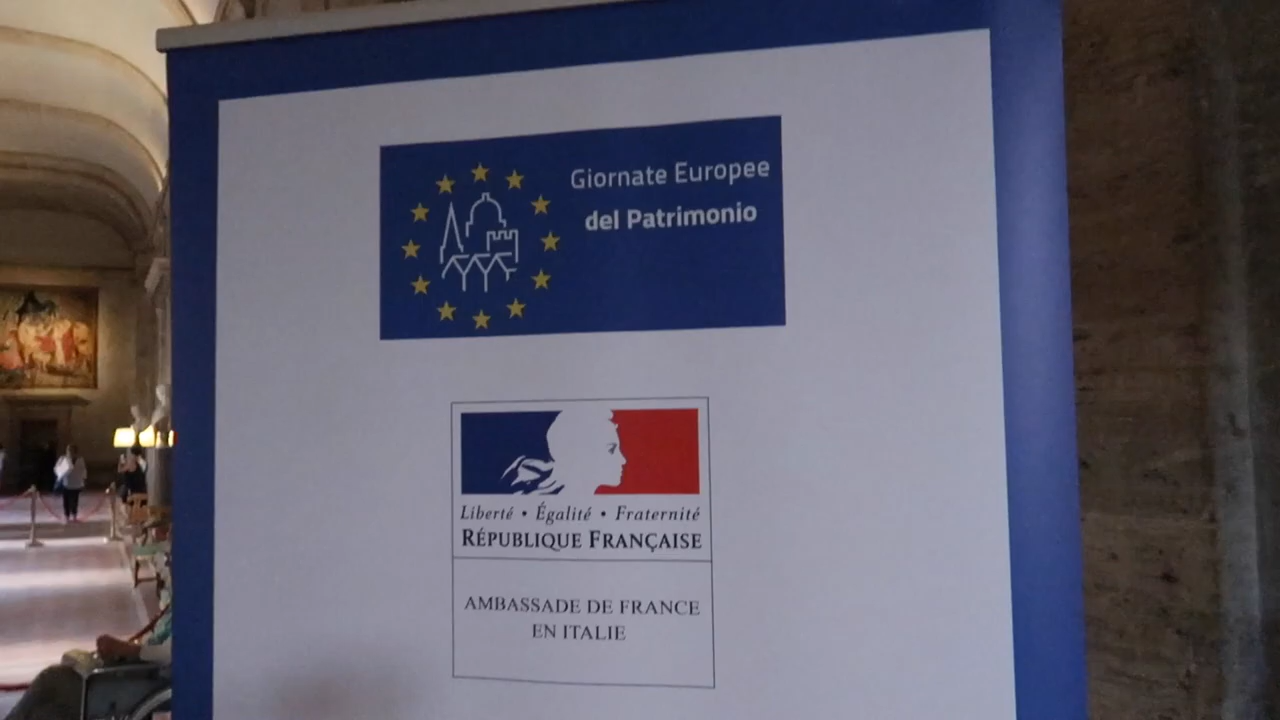 Giornate Europee
del Patrimonio
Liberté • Égalité • Fraternité
RÉPUBLIQUE FRANÇAISE
AMBASSADE DE FRANCE
EN ITALIE